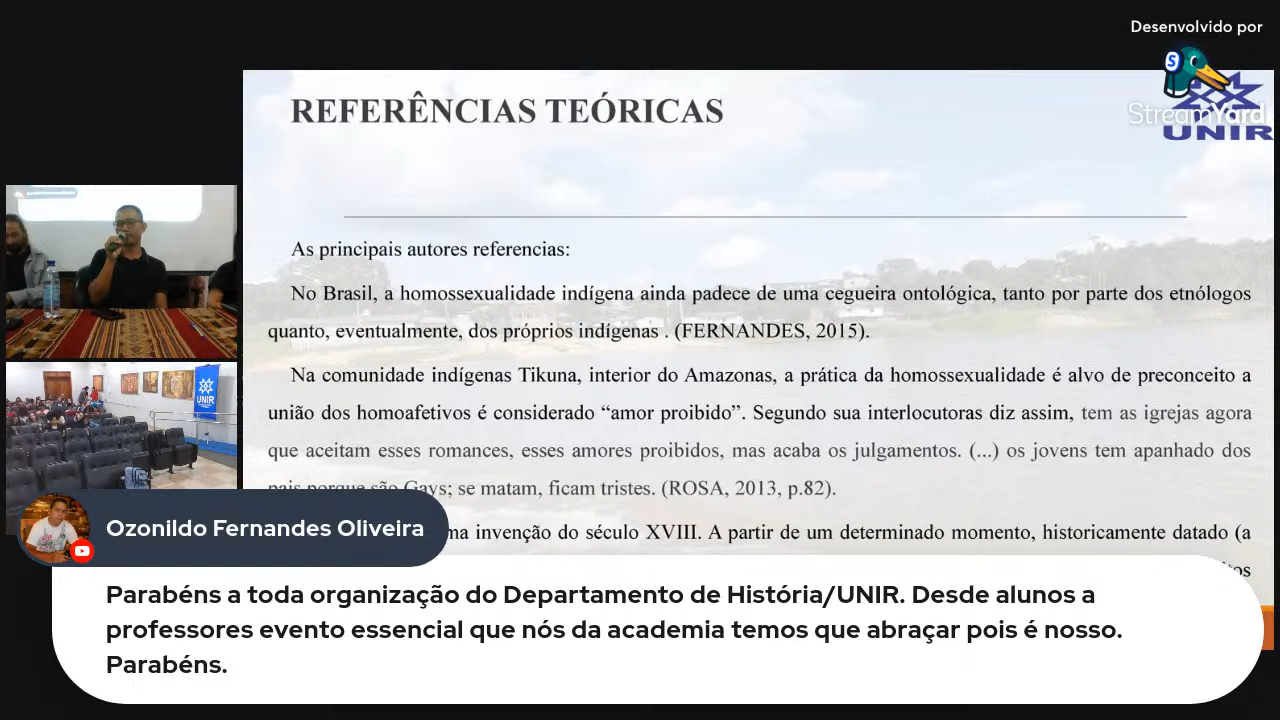 Desenvolvido por
StreamYard
UNIR
REFERÊNCIAS TEÓRICAS
As principais autores referencias:
No Brasil, a homossexualidade indígena ainda padece de uma cegueira ontológica, tanto por parte dos etnólogos
quanto, eventualmente, dos próprios indígenas . (FERNANDES, 2015).
Na comunidade indígenas Tikuna, interior do Amazonas, a prática da homossexualidade é alvo de preconceito a
união dos homoafetivos é considerado “amor proibido”. Segundo sua interlocutoras diz assim, tem as igrejas agora
que aceitam esses romances, esses amores proibidos, mas acaba os julgamentos. (...) os jovens tem apanhado dos
pais porque são Gays; se matam, ficam tristes. (ROSA, 2013, p.82).
invenção do século XVIII. A partir de um determinado momento, historicamente datado (a
UNIR
Ozonildo Fernandes Oliveira
Parabéns a toda organização do Departamento de História/UNIR. Desde alunos a
professores evento essencial que nós da academia temos que abraçar pois é nosso.
Parabéns.